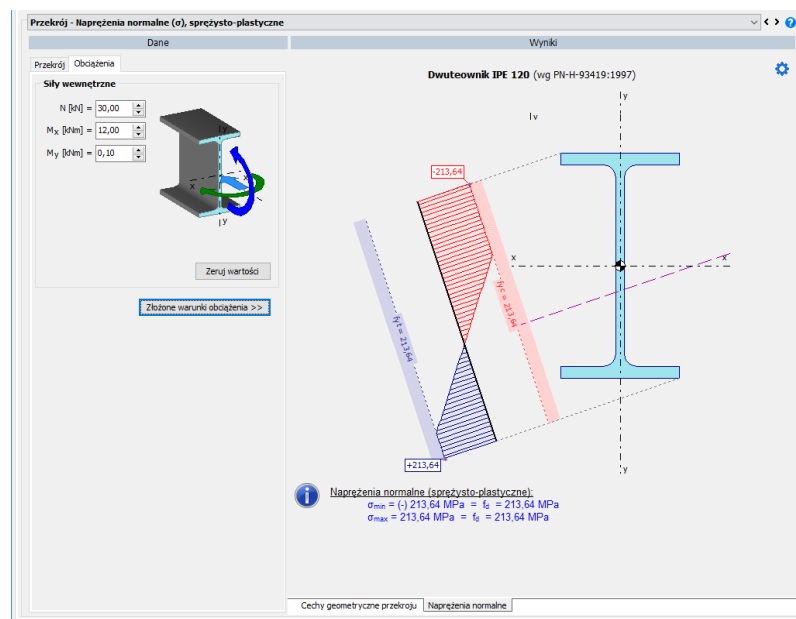 Przekrój - Naprężenia normalne (σ), sprężysto-plastyczne
Dane
Wyniki
Przekrój
Obciążenia
Siły wewnętrzne
N [kN] = 30,00
Mx [kNm] = 12,00
My [kNm] = 0,10
y
x
x
y
Zeruj wartości
Złożone warunki obciążenia >>
Dwuteownik IPE 120 (wg PN-H-93419:1997)
y
v
-213,64
x
x
fyc = 213,64
fyt = 213,64
+213,64
y
Naprężenia normalne (sprężysto-plastyczne):
σmin = (-) 213,64 MPa = fd = 213,64 MPa
σmax = 213,64 MPa = fd = 213,64 MPa
Cechy geometryczne przekroju
Naprężenia normalne